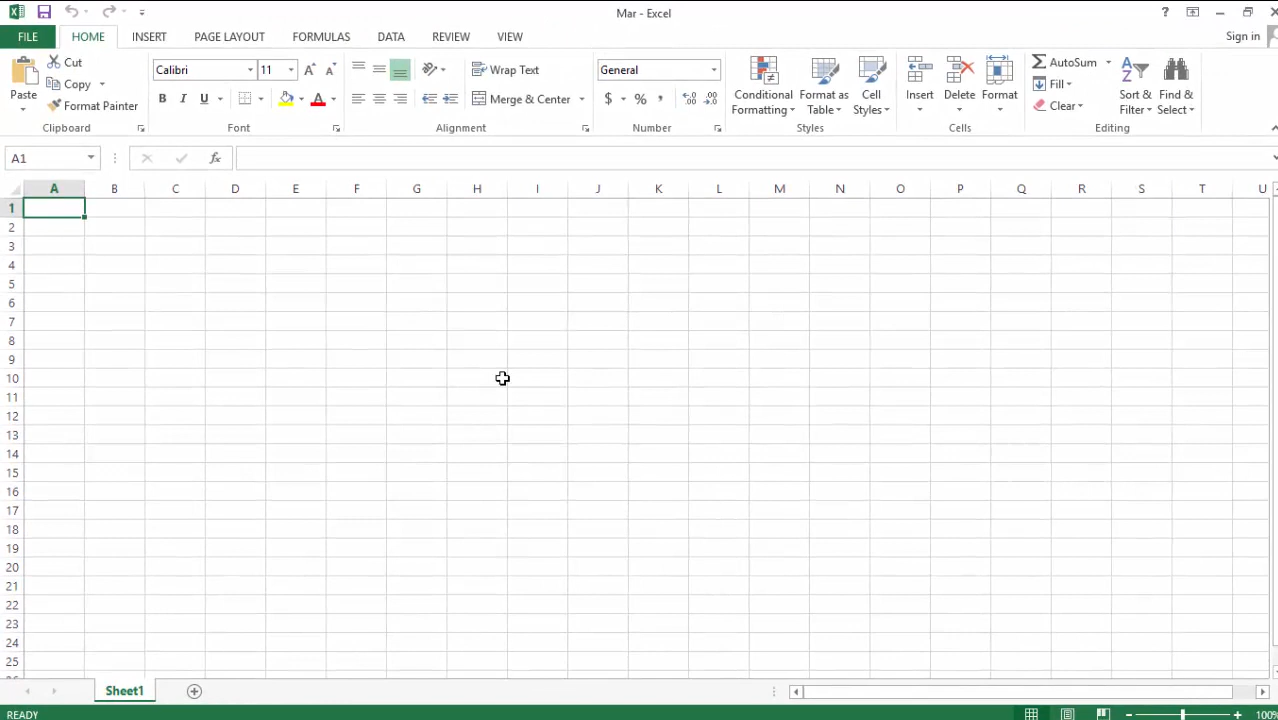 Mar - Excel
?
FILE HOME INSERT PAGE LAYOUT FORMULAS DATA REVIEW VIEW Sign in
Paste
Cut
Copy
Format Painter
Clipboard
Calibri 11 A A
B I U A
Font
Wrap Text
Merge & Center
Alignment
General
$ % ,
Number
Conditional Formatting
Format as Table
Cell Styles
Styles
Insert
Delete
Format
Cells
AutoSum
Fill
Clear
Sort & Filter
Find & Select
Editing
A1 fx
A B C D E F G H I J K L M N O P Q R S T U
1
2
3
4
5
6
7
8
9
10
11
12
13
14
15
16
17
18
19
20
21
22
23
24
25
Sheet1
READY 100%